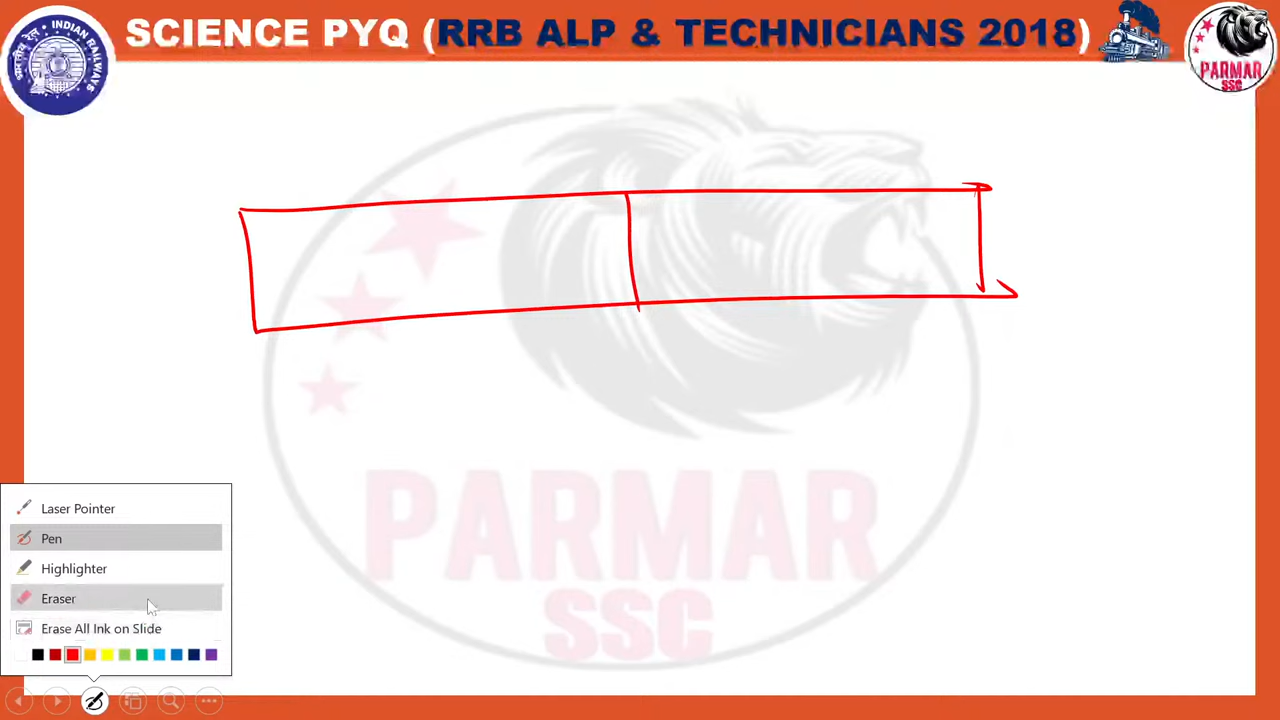 SCIENCE PYQ (RRB ALP & TECHNICIANS 2018)
INDIAN RAILWAYS
भारतीय रेल
PARMAR
SSC
PARMAR
SSC
Laser Pointer
Pen
Highlighter
Eraser
Erase All Ink on Slide